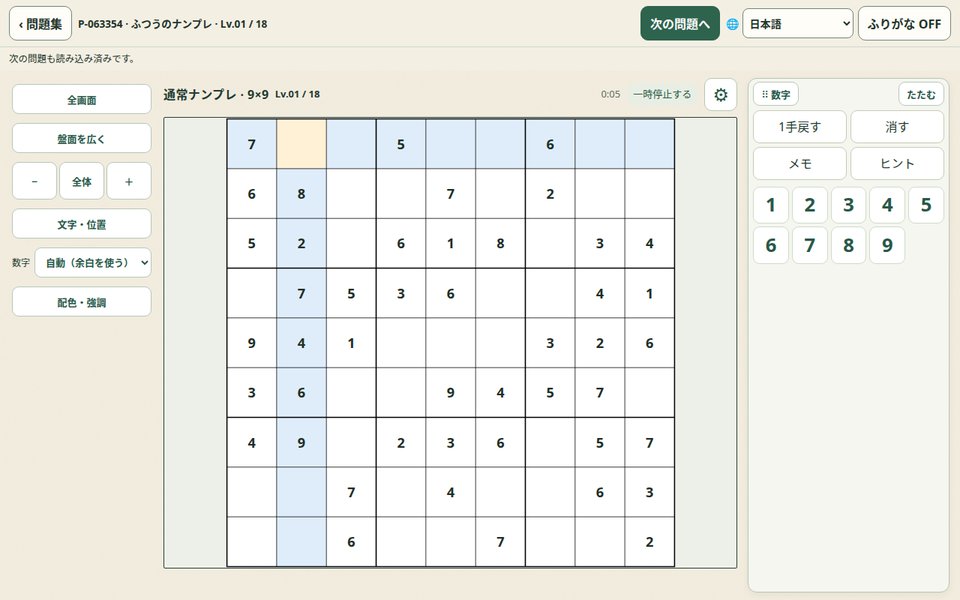 ‹ 問題集 P-063354 · ふつうのナンプレ · Lv.01 / 18 次の問題へ 🌐 日本語 ふりがな OFF
次の問題も読み込み済みです。
全画面
盤面を広く
− 全体 +
文字・位置
数字 自動（余白を使う）
配色・強調
通常ナンプレ · 9×9 Lv.01 / 18 0:05 一時停止する ⚙
7 5 6
6 8 7 2
5 2 6 1 8 3 4
7 5 3 6 4 1
9 4 1 3 2 6
3 6 9 4 5 7
4 9 2 3 6 5 7
7 4 6 3
6 7 2
⠿ 数字 たたむ
1手戻す 消す
メモ ヒント
1 2 3 4 5
6 7 8 9